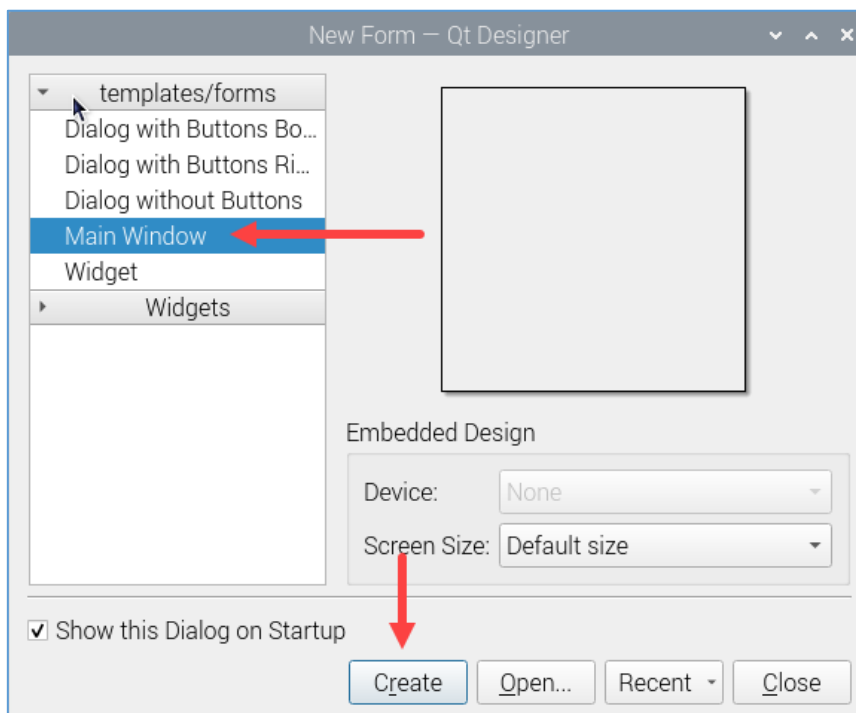 New Form — Qt Designer
templates/forms
Dialog with Buttons Bo...
Dialog with Buttons Ri...
Dialog without Buttons
Main Window
Widget
Widgets
Embedded Design
Device: None
Screen Size: Default size
Show this Dialog on Startup
Create Open... Recent Close